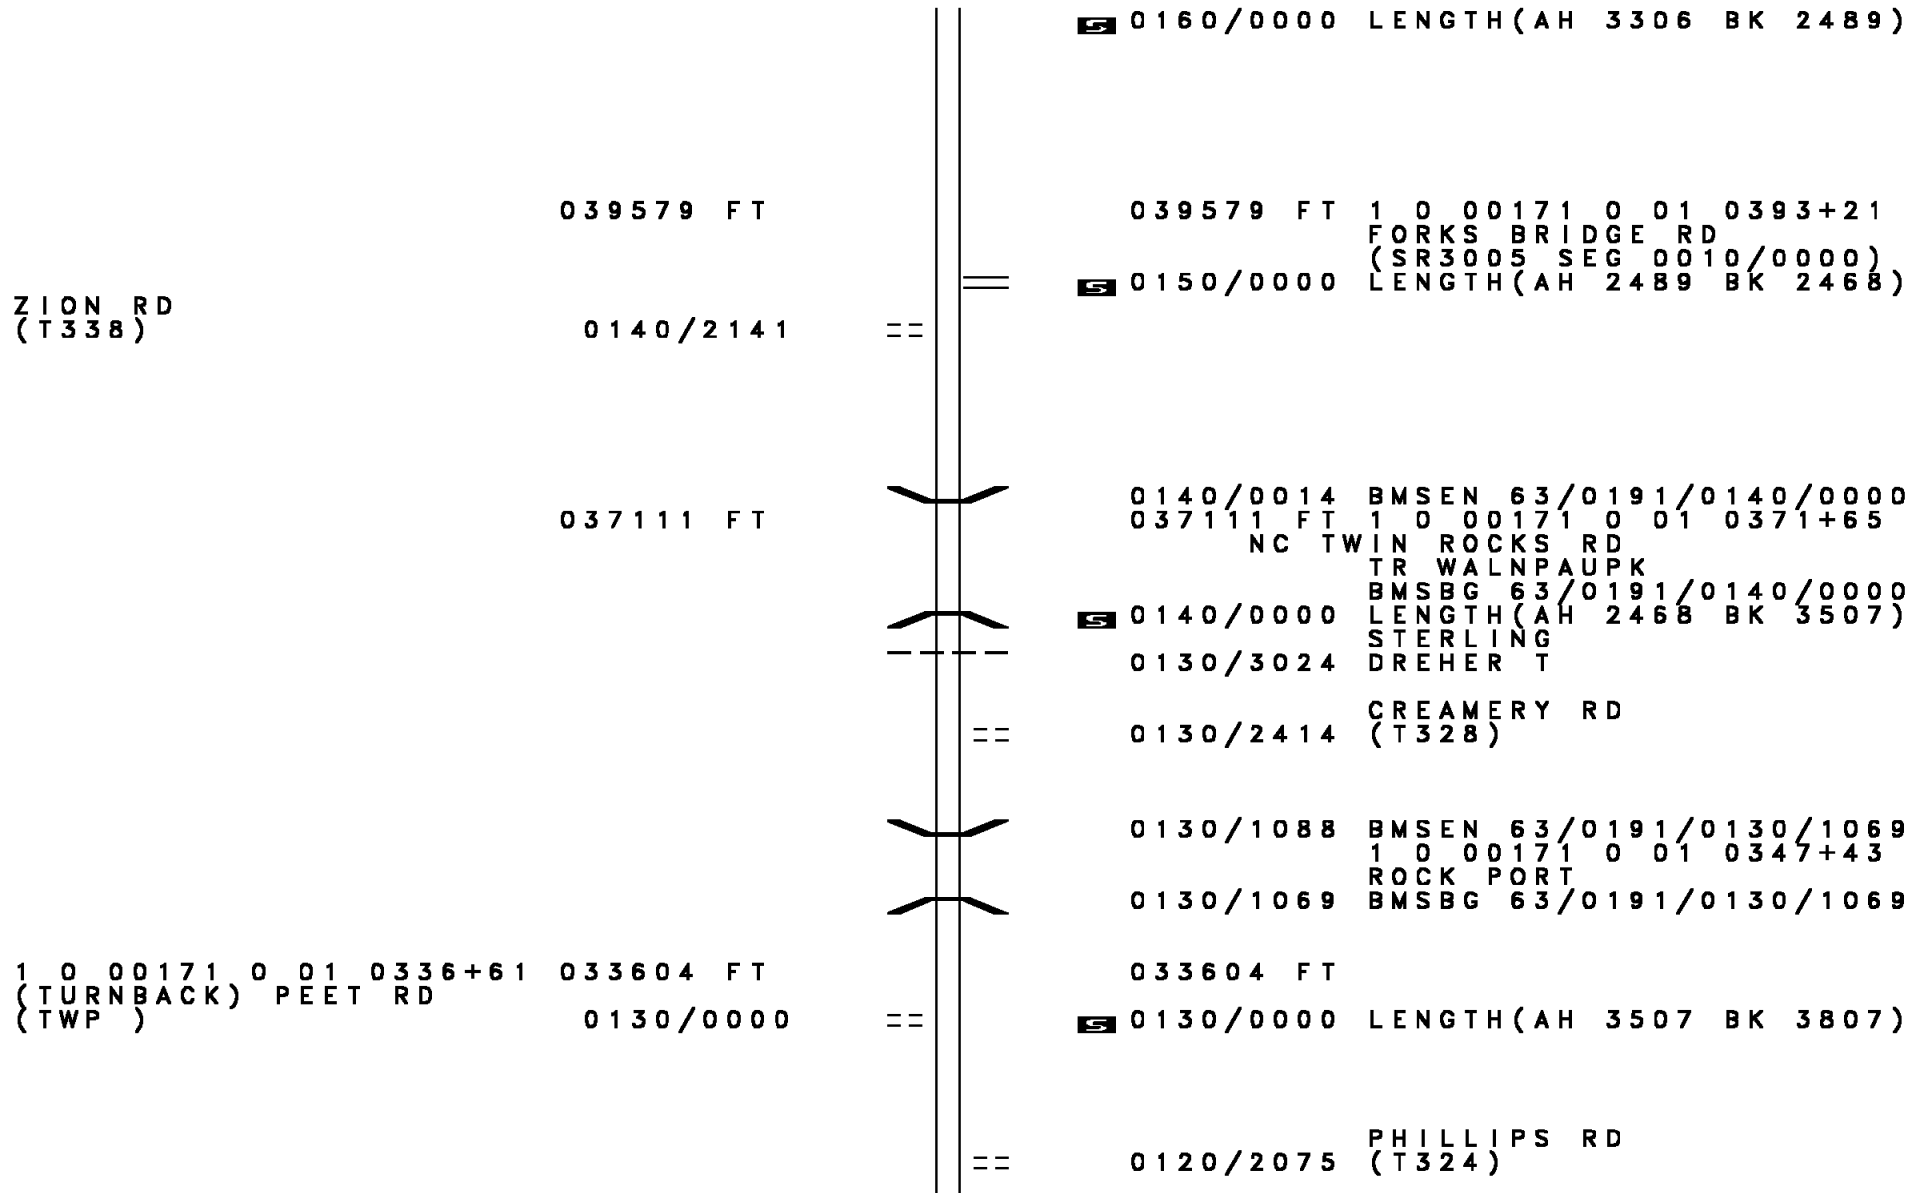 S 0160/0000 LENGTH(AH 3306 BK 2489)
039579 FT 039579 FT 1 0 00171 0 01 0393+21
FORKS BRIDGE RD
(SR3005 SEG 0010/0000)
S 0150/0000 LENGTH(AH 2489 BK 2468)
ZION RD
(T338) 0140/2141
0140/0014 BMSEN 63/0191/0140/0000
037111 FT 037111 FT 1 0 00171 0 01 0371+65
NC TWIN ROCKS RD
TR WALNPAUPK
BMSBG 63/0191/0140/0000
S 0140/0000 LENGTH(AH 2468 BK 3507)
STERLING
0130/3024 DREHER T
CREAMERY RD
0130/2414 (T328)
0130/1088 BMSEN 63/0191/0130/1069
1 0 00171 0 01 0347+43
ROCK PORT
0130/1069 BMSBG 63/0191/0130/1069
1 0 00171 0 01 0336+61 033604 FT 033604 FT
(TURNBACK) PEET RD
(TWP ) 0130/0000 S 0130/0000 LENGTH(AH 3507 BK 3807)
PHILLIPS RD
0120/2075 (T324)